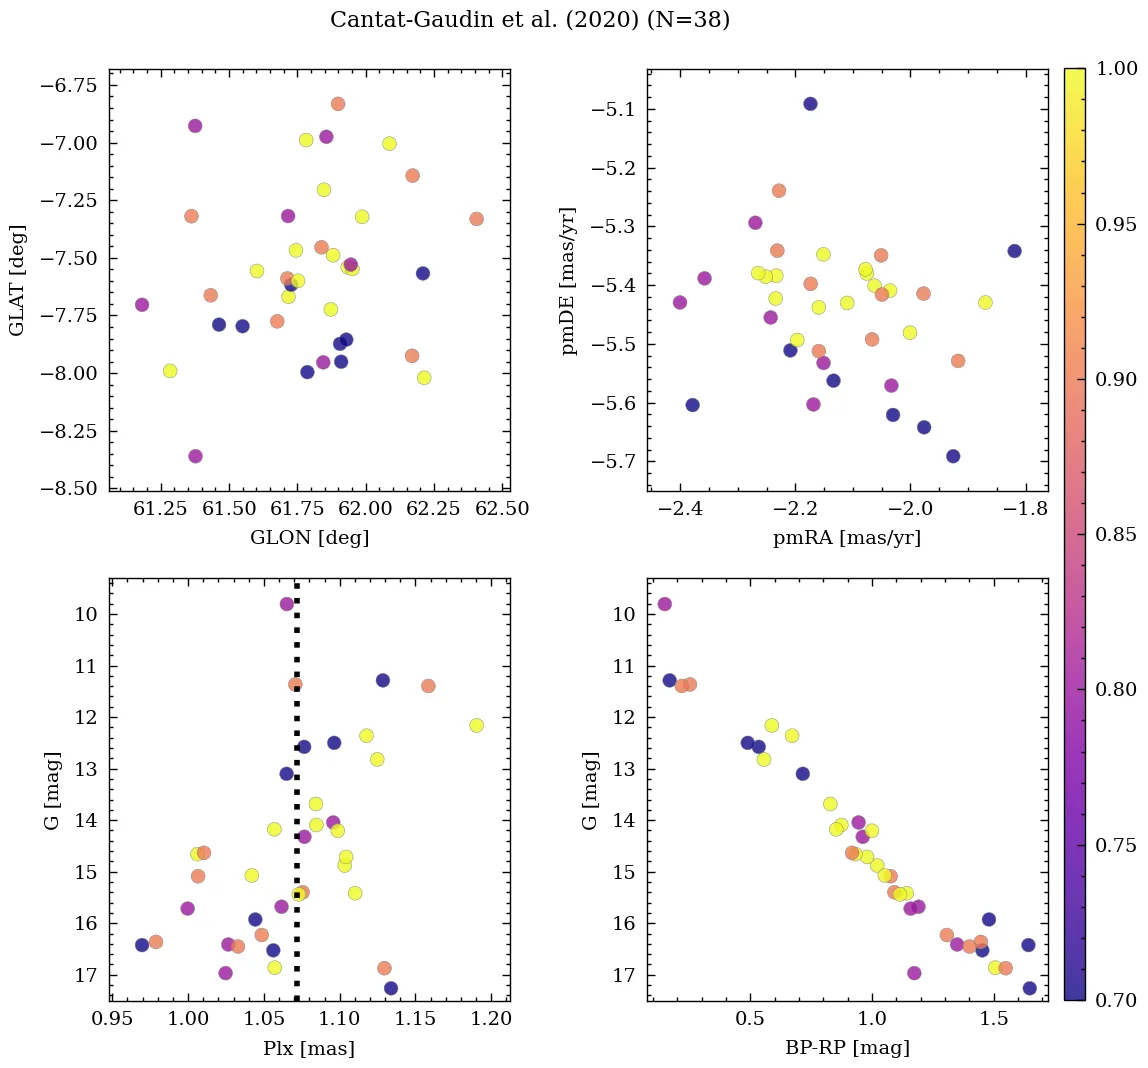 Cantat-Gaudin et al. (2020) (N=38)
−6.75
−7.00
−7.25
−7.50
−7.75
−8.00
−8.25
−8.50
GLAT [deg]
61.25 61.50 61.75 62.00 62.25 62.50
GLON [deg]
−5.1
−5.2
−5.3
−5.4
−5.5
−5.6
−5.7
pmDE [mas/yr]
−2.4 −2.2 −2.0 −1.8
pmRA [mas/yr]
10
11
12
13
14
15
16
17
G [mag]
0.95 1.00 1.05 1.10 1.15 1.20
Plx [mas]
10
11
12
13
14
15
16
17
G [mag]
0.5 1.0 1.5
BP-RP [mag]
1.00
0.95
0.90
0.85
0.80
0.75
0.70